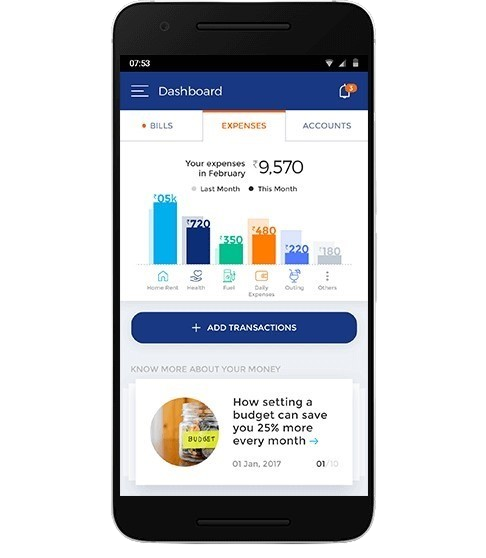 07:53
Dashboard
3
BILLS
EXPENSES
ACCOUNTS
Your expenses
in February
₹9,570
Last Month
This Month
₹05k
₹720
₹350
₹480
₹220
₹180
Home Rent
Health
Fuel
Daily
Expenses
Outing
Others
+ ADD TRANSACTIONS
KNOW MORE ABOUT YOUR MONEY
BUDGET
How setting a
budget can save
you 25% more
every month →
01 Jan, 2017
01/10